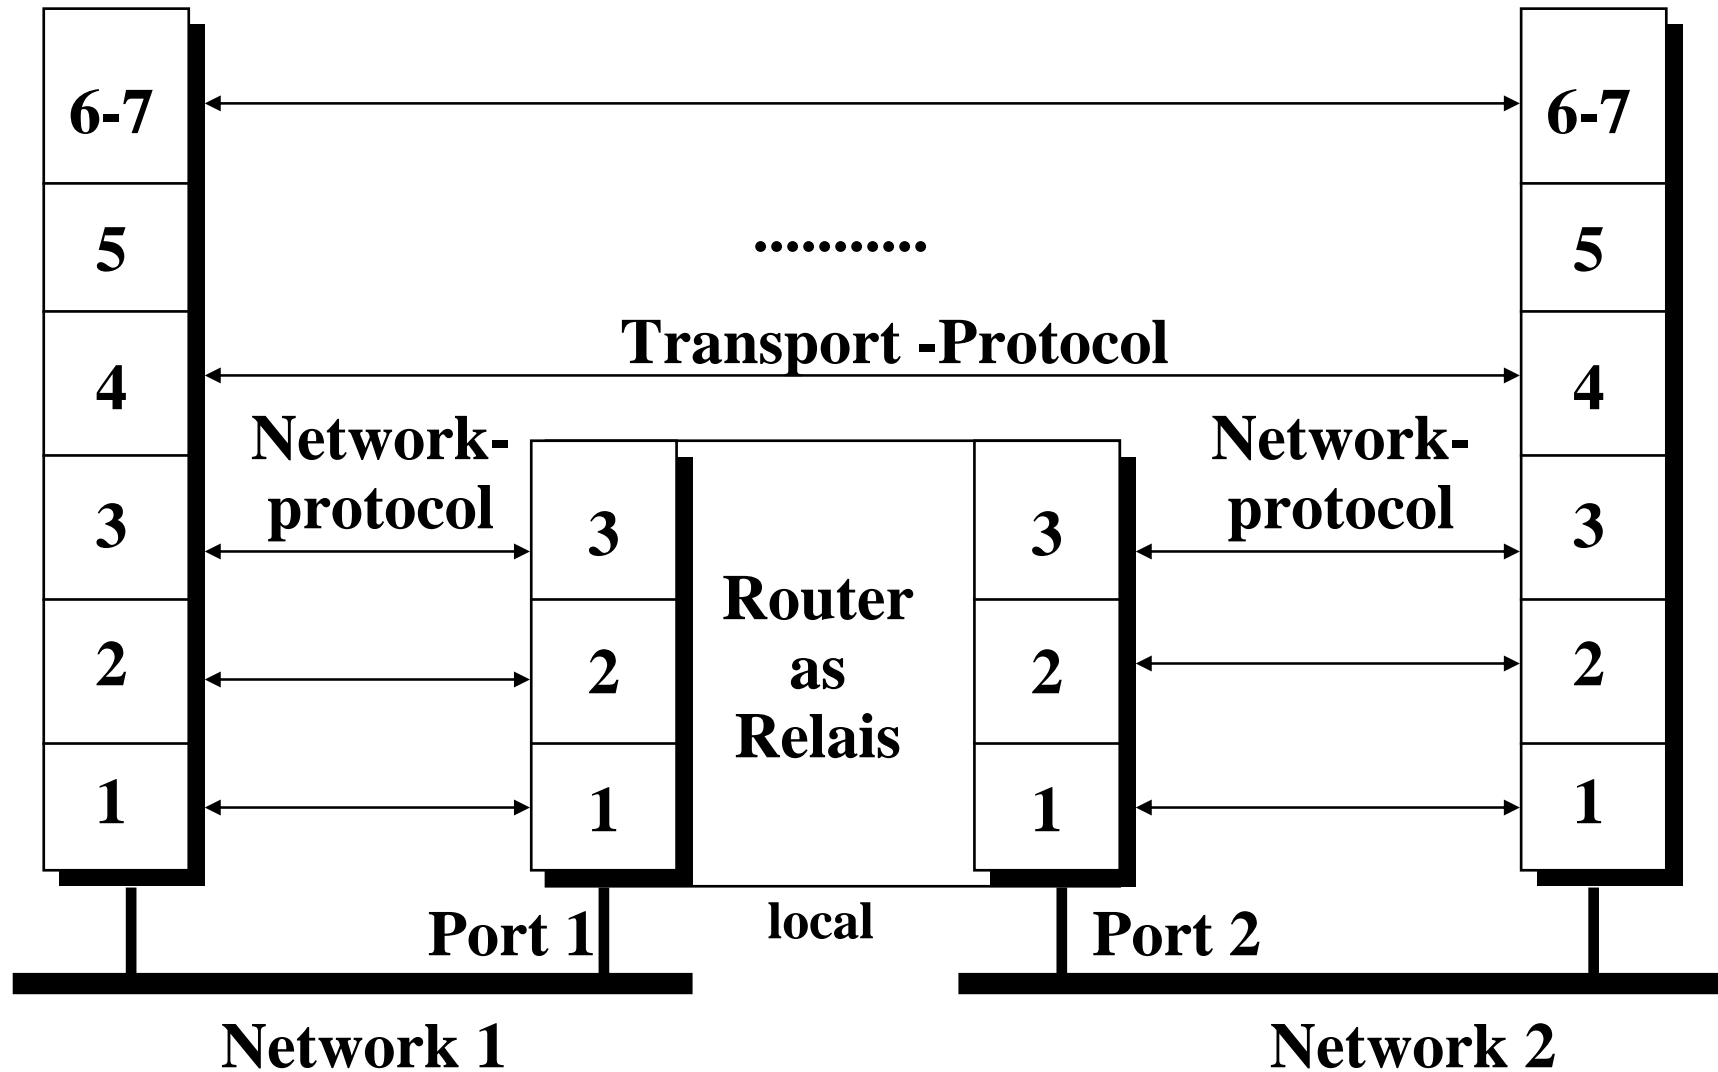 6-7
6-7
5
...........
5
Transport -Protocol
4
4
Network-
protocol
Network-
protocol
3
3
3
3
Router
as
Relais
2
2
2
2
1
1
1
1
Port 1
local
Port 2
Network 1
Network 2